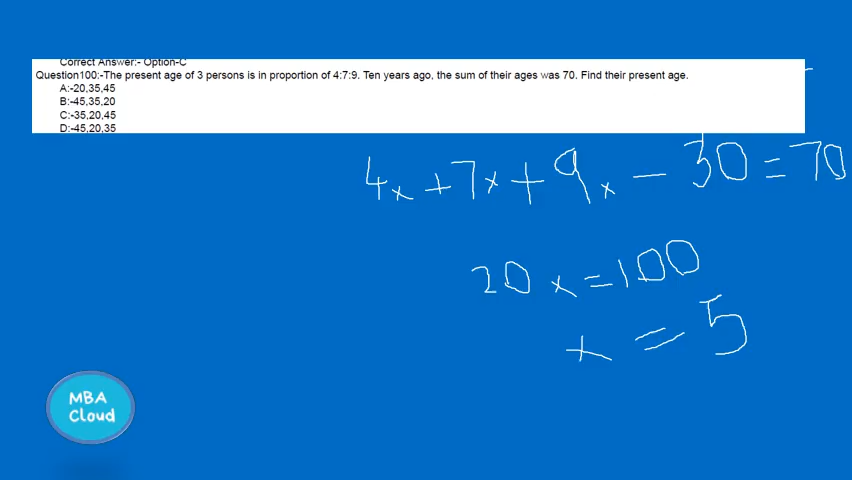 Correct Answer:- Option-C
Question100:-The present age of 3 persons is in proportion of 4:7:9. Ten years ago, the sum of their ages was 70. Find their present age.
A:-20,35,45
B:-45,35,20
C:-35,20,45
D:-45,20,35
4x+7x+9x-30=70
20x=100
x=5
MBA
Cloud